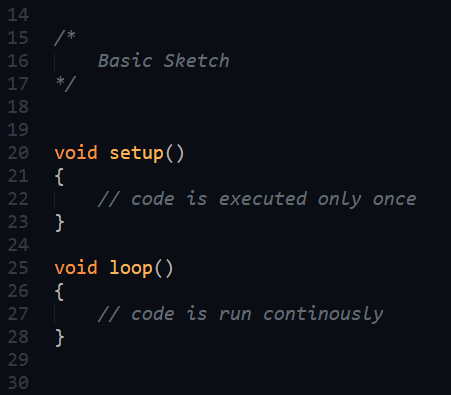 14
15 /*
16 Basic Sketch
17 */
18
19
20 void setup()
21 {
22 // code is executed only once
23 }
24
25 void loop()
26 {
27 // code is run continously
28 }
29
30